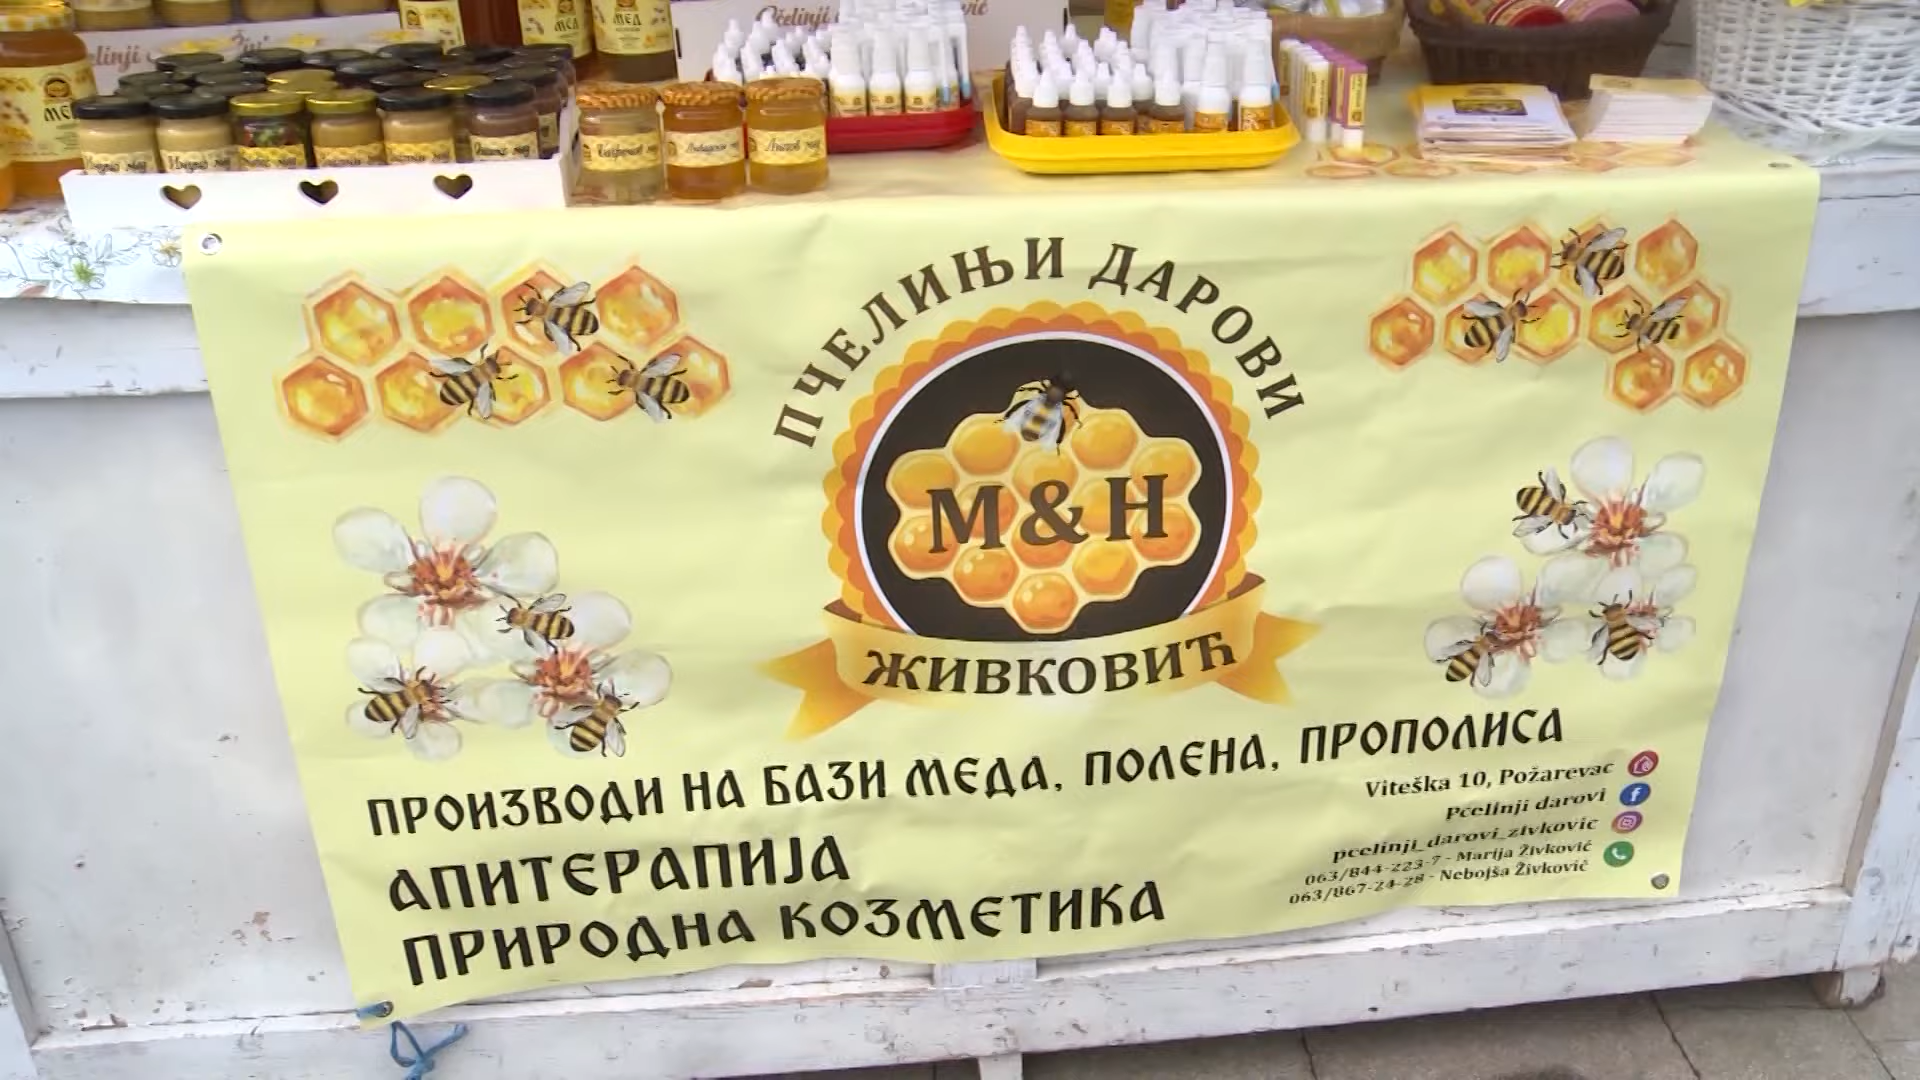 МЕД
МЕД
ПЧЕЛИЊИ ДАРОВИ
М&Н
ЖИВКОВИЋ
ПРОИЗВОДИ НА БАЗИ МЕДА, ПОЛЕНА, ПРОПОЛИСА
АПИТЕРАПИЈА
ПРИРОДНА КОЗМЕТИКА
Viteška 10, Požarevac
Pcelinji darovi
pcelinji_darovi_zivkovic
063/844-223-7 - Marija Živković
063/867-24-28 - Nebojša Živković